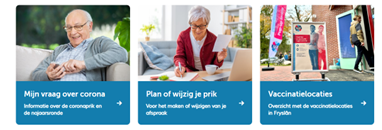 Mijn vraag over corona
Informatie over de coronaprik en
de najaarsronde
Plan of wijzig je prik
Voor het maken of wijzigen van je
afspraak
Vaccinatielocaties
Overzicht met de vaccinatielocaties
in Fryslân